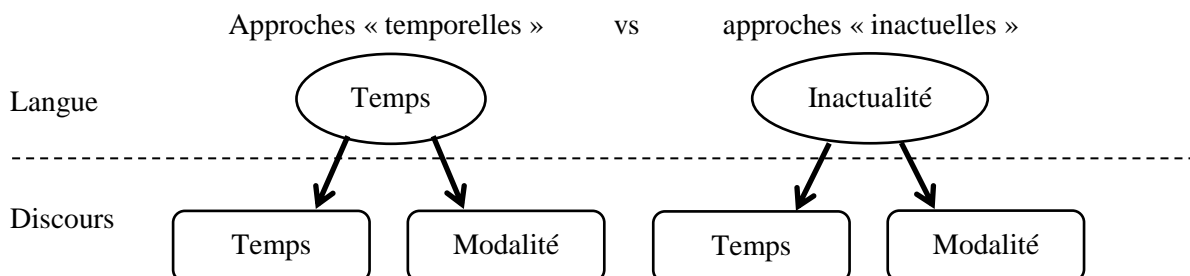 Approches « temporelles » vs approches « inactuelles »
Langue Temps Inactualité
Discours Temps Modalité Temps Modalité